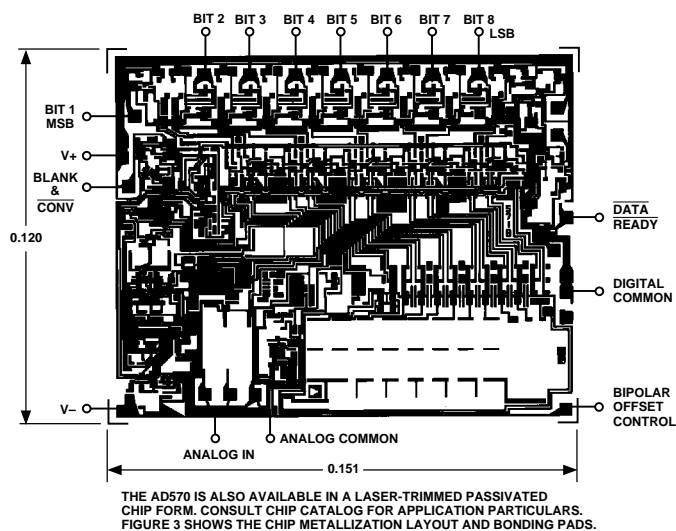 BIT 2 BIT 3 BIT 4 BIT 5 BIT 6 BIT 7 BIT 8
LSB
BIT 1
MSB
V+
BLANK
&
CONV
0.120
DATA
READY
DIGITAL
COMMON
BIPOLAR
OFFSET
CONTROL
V–
ANALOG IN
ANALOG COMMON
0.151
THE AD570 IS ALSO AVAILABLE IN A LASER-TRIMMED PASSIVATED
CHIP FORM. CONSULT CHIP CATALOG FOR APPLICATION PARTICULARS.
FIGURE 3 SHOWS THE CHIP METALLIZATION LAYOUT AND BONDING PADS.